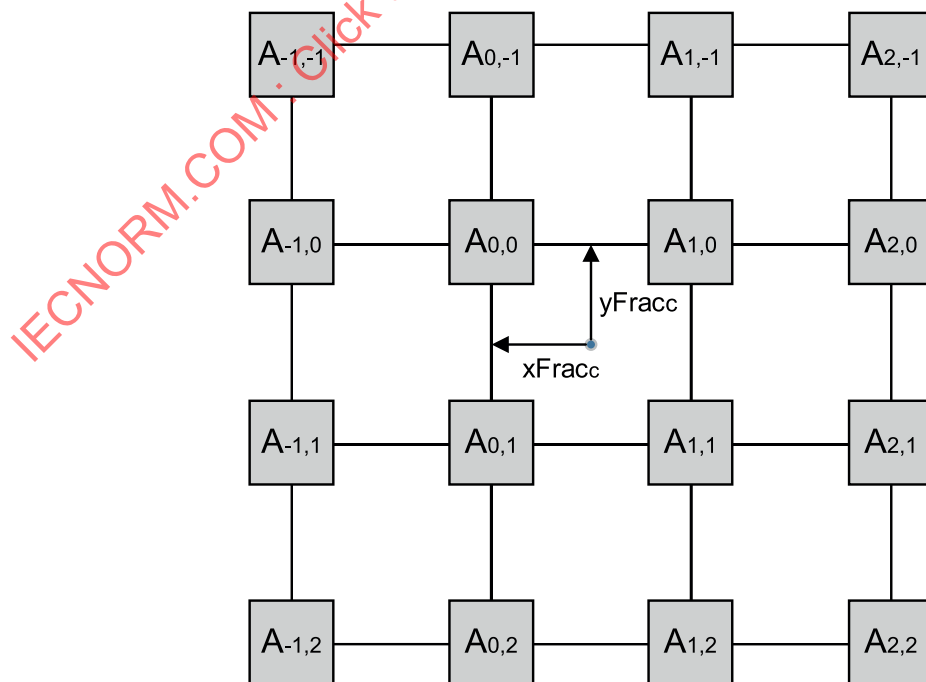 A-1,-1 A0,-1 A1,-1 A2,-1
A-1,0 A0,0 A1,0 A2,0
yFracc
xFracc
A-1,1 A0,1 A1,1 A2,1
A-1,2 A0,2 A1,2 A2,2
IECNORM.COM : Click